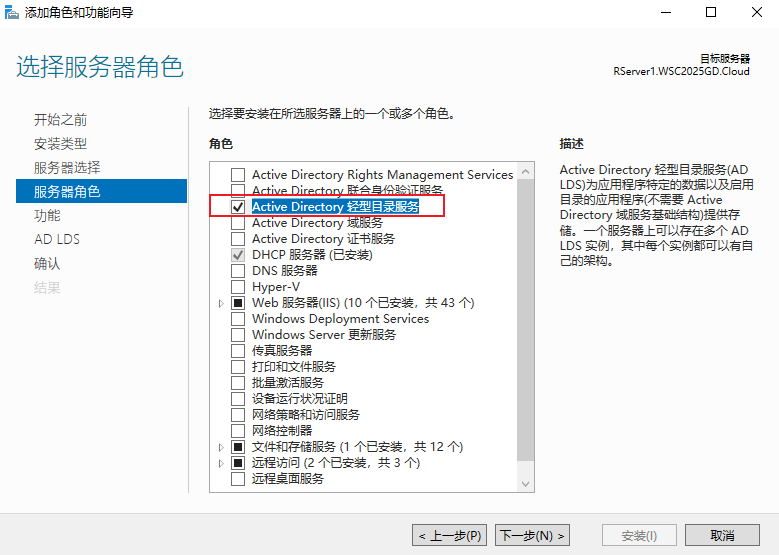 添加角色和功能向导
选择服务器角色
目标服务器
RServer1.WSC2025GD.Cloud
开始之前
安装类型
服务器选择
服务器角色
功能
AD LDS
确认
结果
选择要安装在所选服务器上的一个或多个角色。
角色
Active Directory Rights Management Services
Active Directory 联合身份验证服务
Active Directory 轻型目录服务
Active Directory 域服务
Active Directory 证书服务
DHCP 服务器 (已安装)
DNS 服务器
Hyper-V
Web 服务器(IIS) (10 个已安装，共 43 个)
Windows Deployment Services
Windows Server 更新服务
传真服务器
打印和文件服务
批量激活服务
设备运行状况证明
网络策略和访问服务
网络控制器
文件和存储服务 (1 个已安装，共 12 个)
远程访问 (2 个已安装，共 3 个)
远程桌面服务
描述
Active Directory 轻型目录服务(AD
LDS)为应用程序特定的数据以及启用
目录的应用程序(不需要 Active
Directory 域服务基础结构)提供存
储。一个服务器上可以存在多个 AD
LDS 实例，其中每个实例都可以有自
己的架构。
< 上一步(P)
下一步(N) >
安装(I)
取消